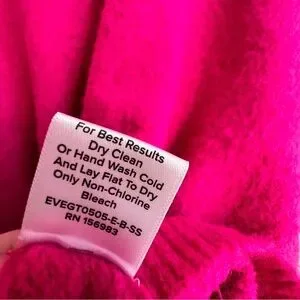 For Best Results
Dry Clean
Or Hand Wash Cold
And Lay Flat To Dry
Only Non-Chlorine
Bleach
EVEGT0505-E-B-SS
RN 156983